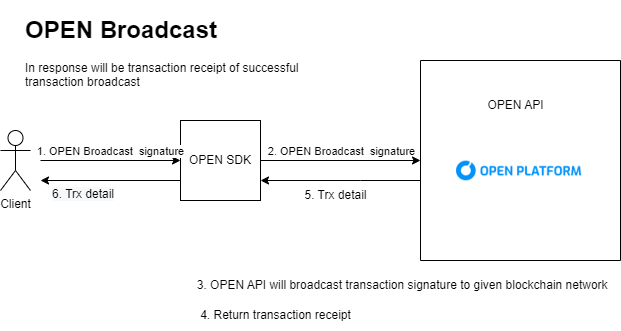 OPEN Broadcast
In response will be transaction receipt of successful
transaction broadcast
OPEN API
1. OPEN Broadcast signature
OPEN SDK
2. OPEN Broadcast signature
OPEN PLATFORM
6. Trx detail
5. Trx detail
Client
3. OPEN API will broadcast transaction signature to given blockchain network
4. Return transaction receipt